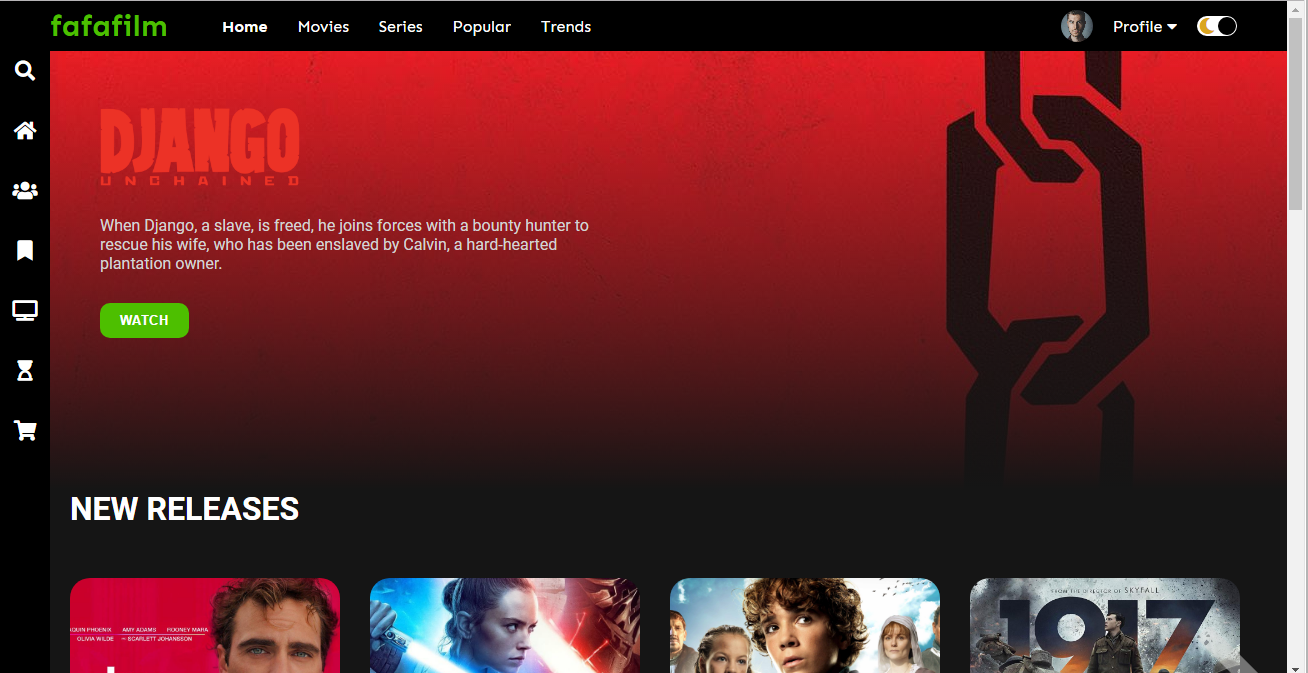 fafafilm
Home Movies Series Popular Trends
Profile
DJANGO
UNCHAINED
When Django, a slave, is freed, he joins forces with a bounty hunter to
rescue his wife, who has been enslaved by Calvin, a hard-hearted
plantation owner.
WATCH
NEW RELEASES
AQUIN PHOENIX AMY ADAMS ROONEY MARA
OLIVIA WILDE SCARLETT JOHANSSON
FROM THE DIRECTOR OF SKYFALL
1917